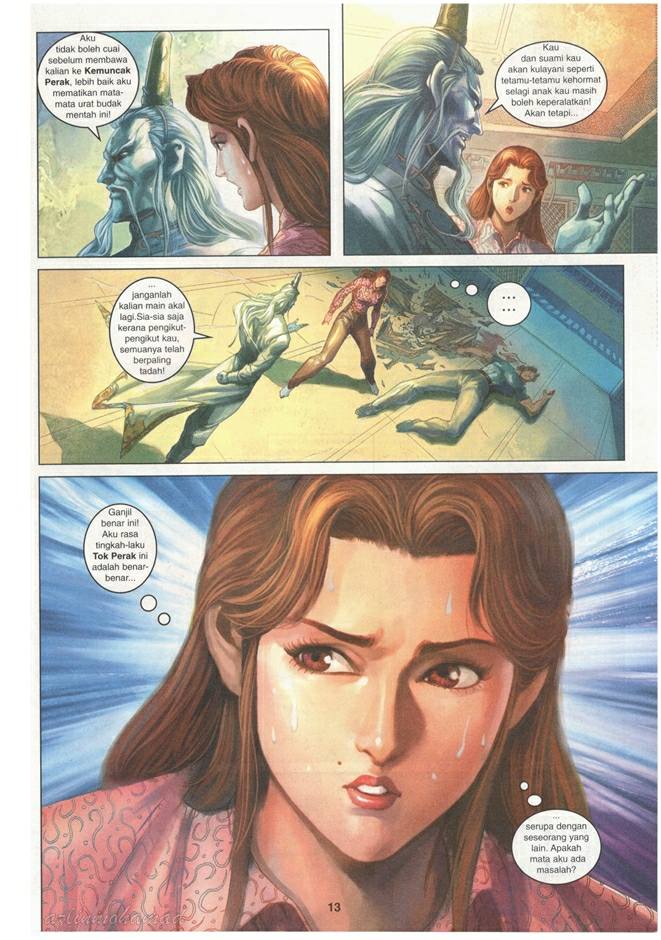 Aku
tidak boleh cuai
sebelum membawa
kalian ke Kemuncak
Perak, lebih baik aku
mematikan mata-
mata urat budak
mentah ini!
Kau
dan suami kau
akan kulayani seperti
tetamu-tetamu kehormat
selagi anak kau masih
boleh keperalatkan!
Akan tetapi...
...
janganlah
kalian main akal
lagi.Sia-sia saja
kerana pengikut-
pengikut kau,
semuanya telah
berpaling
tadah!
...
...
Ganjil
benar ini!
Aku rasa
tingkah-laku
Tok Perak ini
adalah benar-
benar...
...
serupa dengan
seseorang yang
lain. Apakah
mata aku ada
masalah?
13